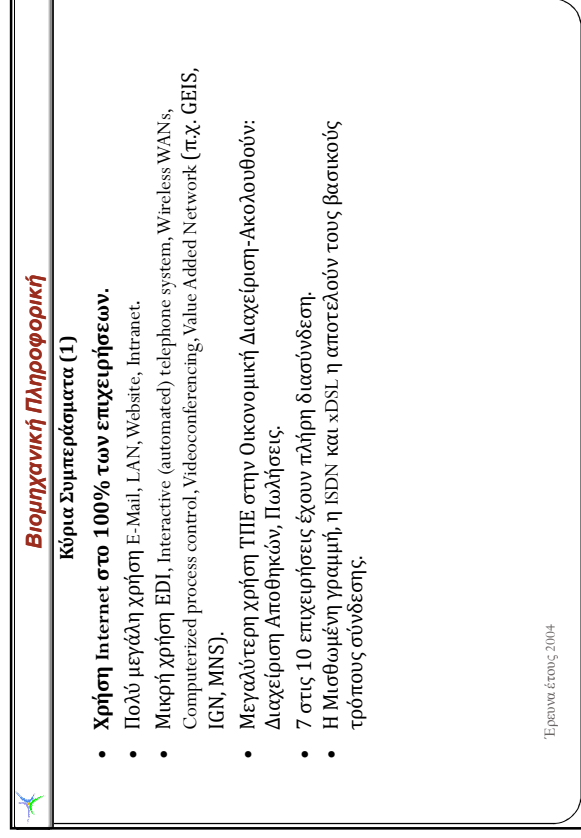 Βιομηχανική Πληροφορική
Κύρια Συμπεράσματα (1)
• Χρήση Internet στο 100% των επιχειρήσεων.
• Πολύ μεγάλη χρήση E-Mail, LAN, Website, Intranet.
• Μικρή χρήση EDI, Interactive (automated) telephone system, Wireless WANs,
Computerized process control, Videoconferencing, Value Added Network (π.χ. GEIS,
IGN, MNS).
• Μεγαλύτερη χρήση ΤΠΕ στην Οικονομική Διαχείριση-Ακολουθούν:
Διαχείριση Αποθηκών, Πωλήσεις.
• 7 στις 10 επιχειρήσεις έχουν πλήρη διασύνδεση.
• Η Μισθωμένη γραμμή, η ISDN και xDSL η αποτελούν τους βασικούς
τρόπους σύνδεσης.
Έρευνα έτους 2004